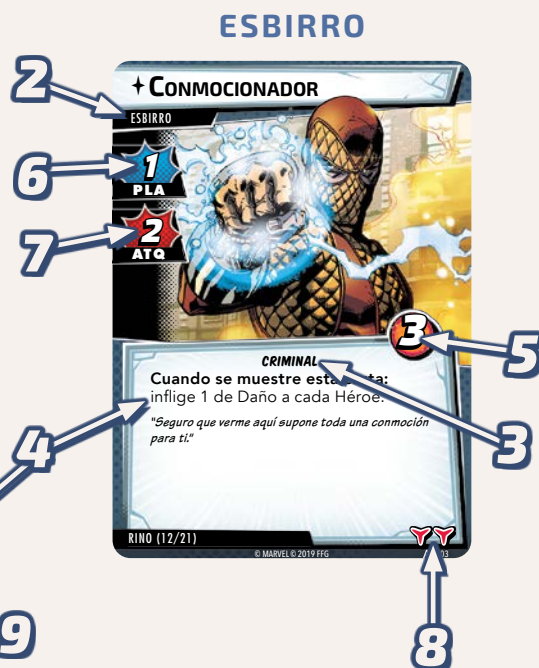 ESBIRRO
CONMOCIONADOR
2
ESBIRRO
6
1
PLA
7
2
ATQ
3
5
CRIMINAL
Cuando se muestre esta
inflige 1 de Daño a cada Héroe.
"Seguro que verme aquí supone toda una conmoción
para ti."
4
3
RINO (12/21)
© MARVEL © 2019 FFG
9
8